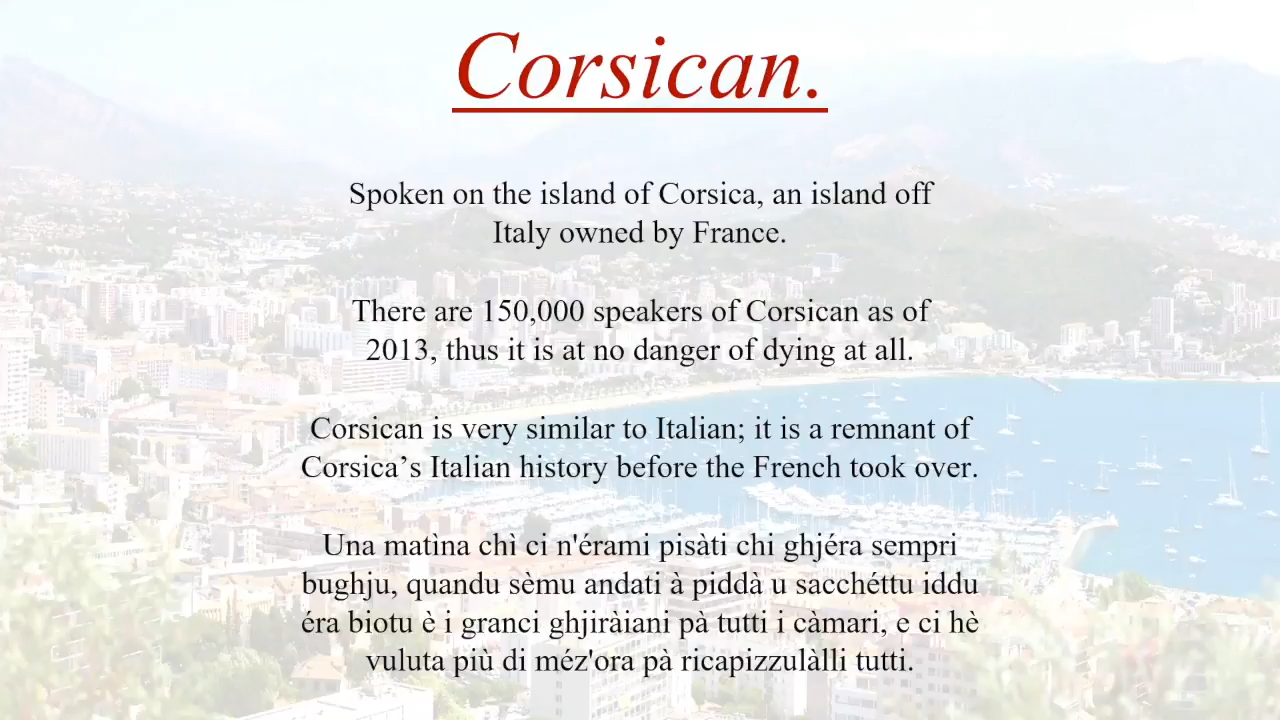 Corsican.
Spoken on the island of Corsica, an island off
Italy owned by France.
There are 150,000 speakers of Corsican as of
2013, thus it is at no danger of dying at all.
Corsican is very similar to Italian; it is a remnant of
Corsica’s Italian history before the French took over.
Una matìna chì ci n'érami pisàti chi ghjéra sempri
bughju, quandu sèmu andati à piddà u sacchéttu iddu
éra biotu è i granci ghjiràiani pà tutti i càmari, e ci hè
vuluta più di méz'ora pà ricapizzulàlli tutti.